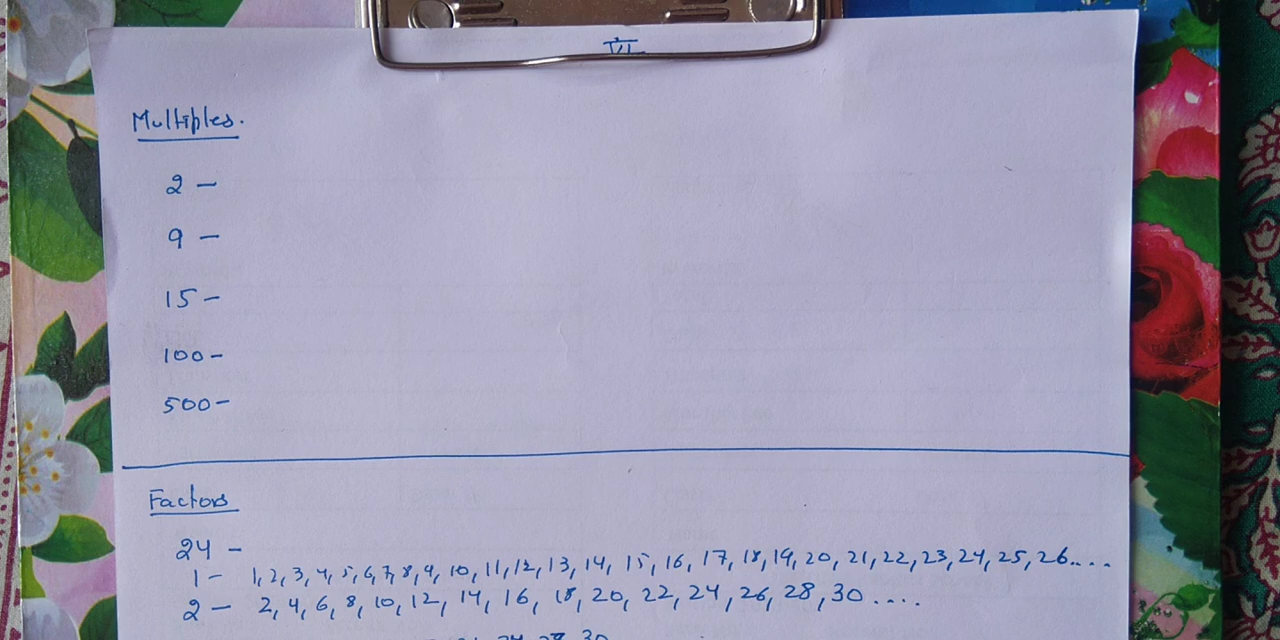 VI
Multiples.
2 -
9 -
15 -
100 -
500 -
Factors
24 -
1 - 1, 2, 3, 4, 5, 6, 7, 8, 9, 10, 11, 12, 13, 14, 15, 16, 17, 18, 19, 20, 21, 22, 23, 24, 25, 26....
2 - 2, 4, 6, 8, 10, 12, 14, 16, 18, 20, 22, 24, 26, 28, 30....